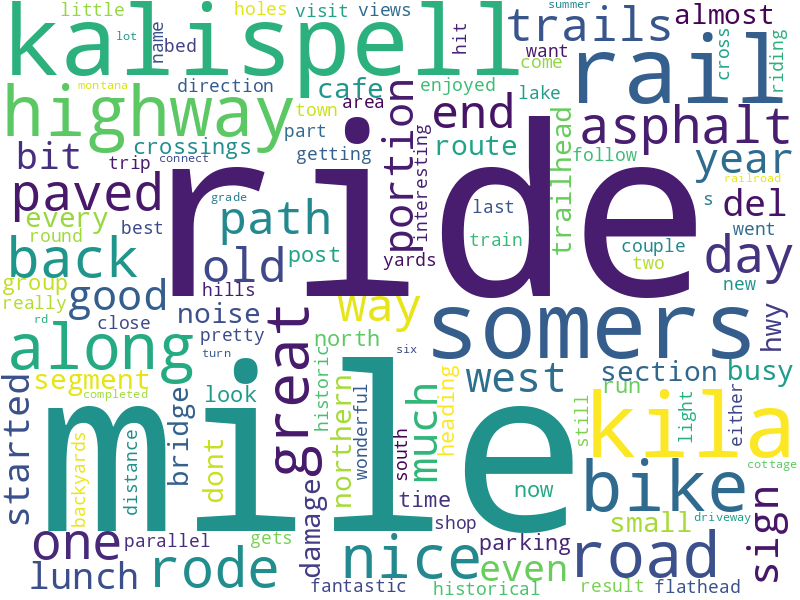 little holes visit views summer
lot name bed direction want trails almost
kalispell cafe hit come cross rail riding
montana enjoyed lake
highway town area portion end asphalt
crossings part route trailhead follow year
bit trip getting interesting
connect railroad
paved grade ride last s del
every best path post train couple went
round back old yards two new day
group good hills way
really noise north somers hwy
close pretty great
along rd turn historic six west section busy
segment look much heading run
completed northern wonderful still light either kila
started backyards distance bridge dont mile south now bike cottage
damage time shop small driveway sign
one parallel gets nice parking road
lunch rode fantastic historical even result flathead